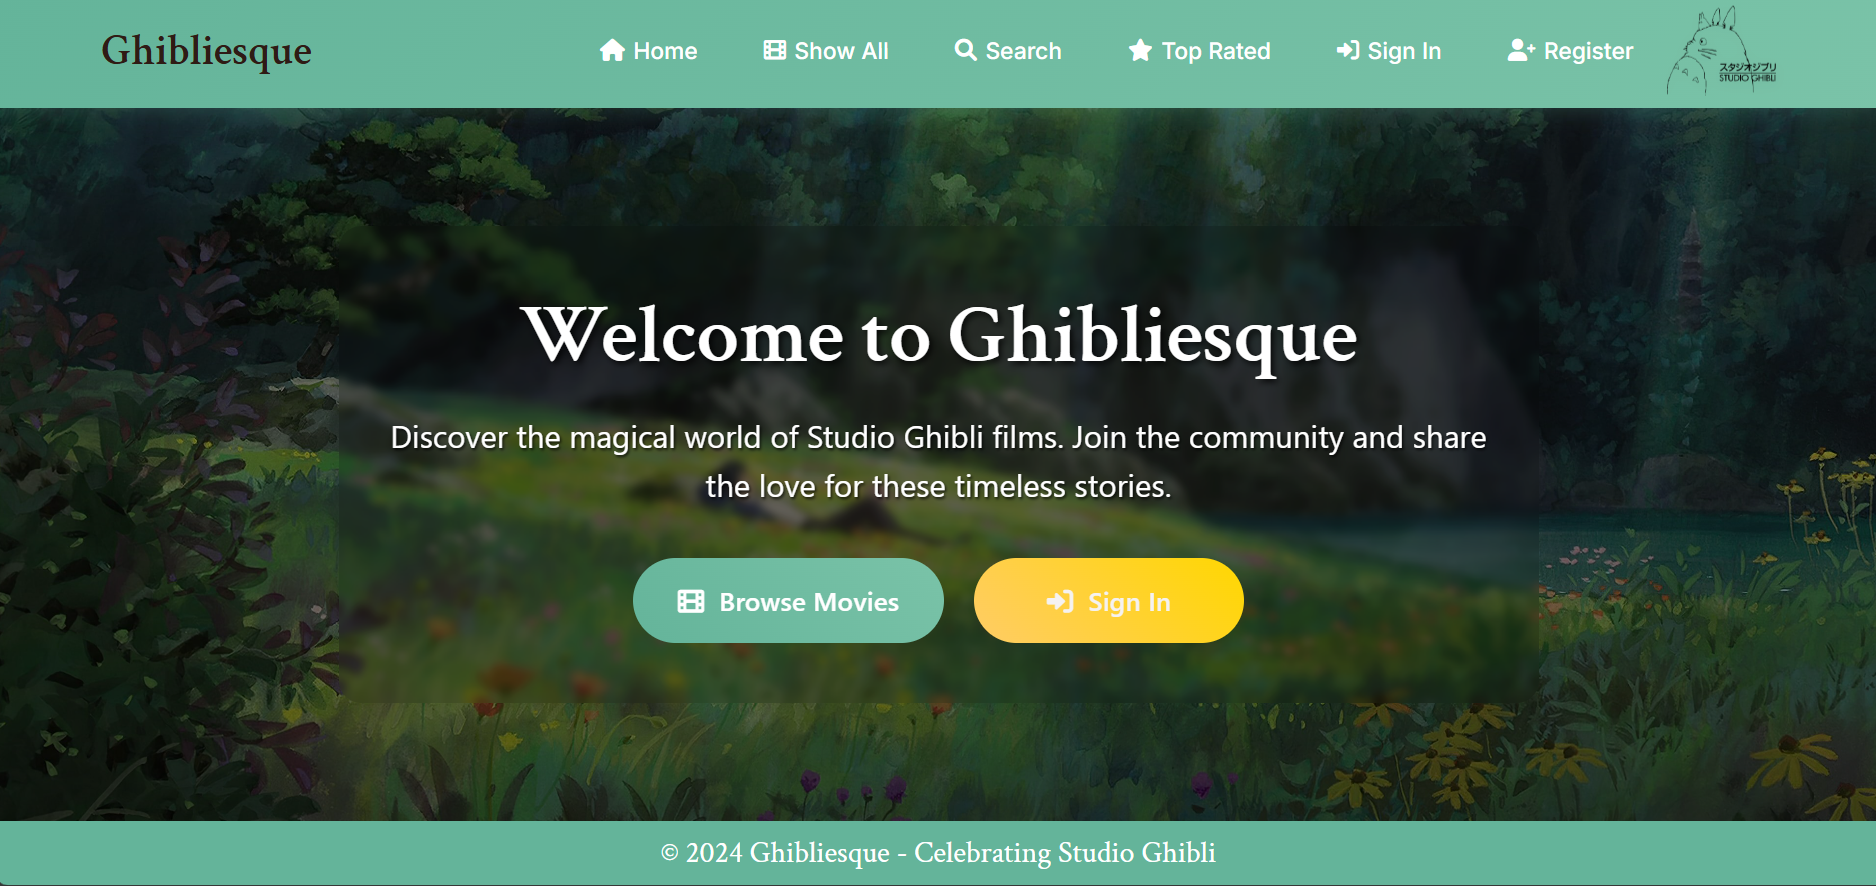 Ghibliesque
Home
Show All
Search
Top Rated
Sign In
Register
スタジオジブリ
STUDIO GHIBLI
Welcome to Ghibliesque
Discover the magical world of Studio Ghibli films. Join the community and share
the love for these timeless stories.
Browse Movies
Sign In
© 2024 Ghibliesque - Celebrating Studio Ghibli